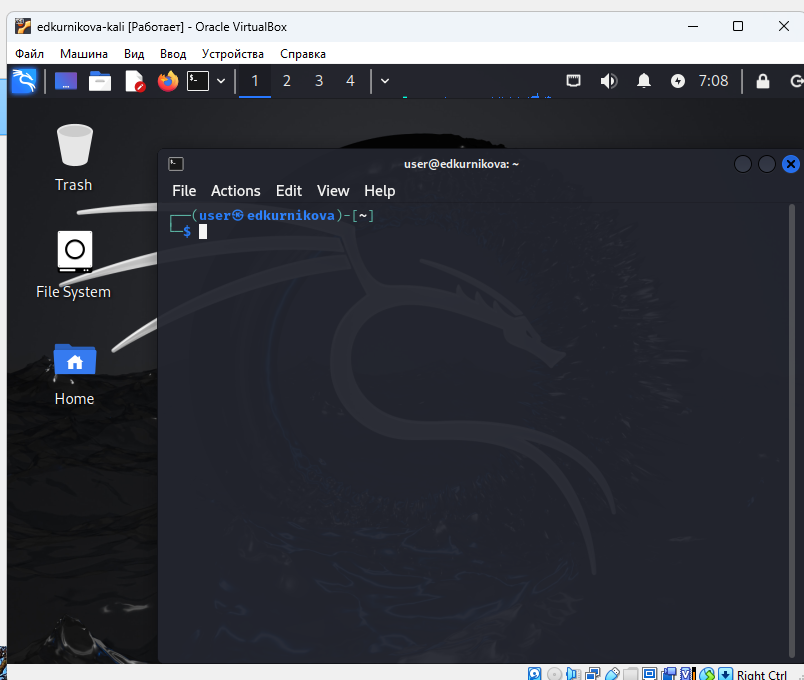 edkurnikova-kali [Работает] - Oracle VirtualBox
Файл Машина Вид Ввод Устройства Справка
1 2 3 4 7:08
Trash
user@edkurnikova: ~
File Actions Edit View Help
┌──(user㉿edkurnikova)-[~]
└─$
File System
Home
Right Ctrl